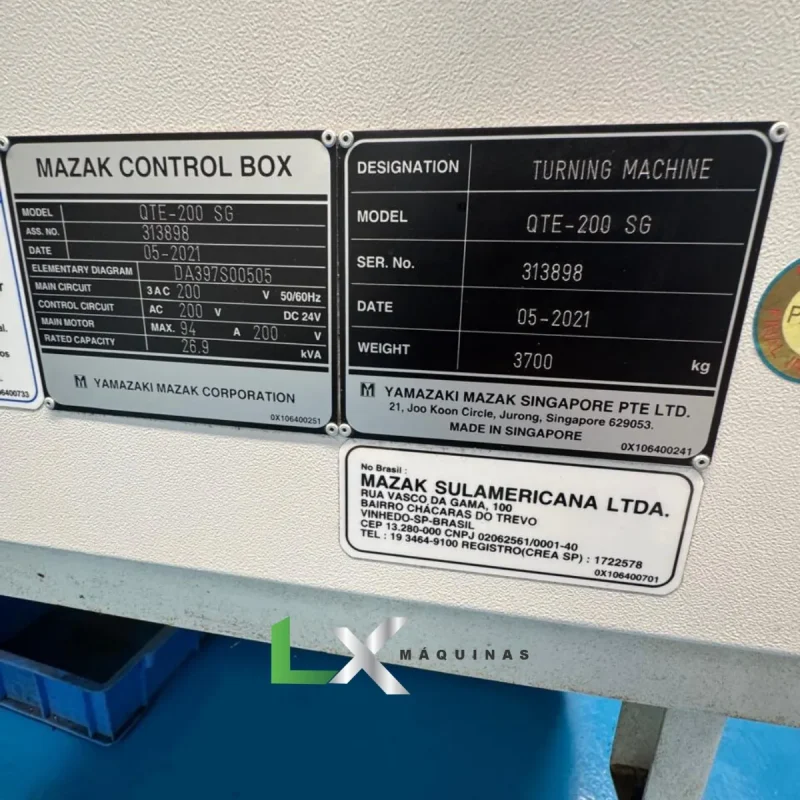 MAZAK CONTROL BOX
MODEL QTE-200 SG
ASS. NO. 313898
DATE 05-2021
ELEMENTARY DIAGRAM DA397S00505
MAIN CIRCUIT 3 AC 200 V 50/60Hz
CONTROL CIRCUIT AC 200 V DC 24V
MAIN MOTOR MAX. 94 A 200 V
RATED CAPACITY 26.9 kVA
YAMAZAKI MAZAK CORPORATION
0X106400251
DESIGNATION TURNING MACHINE
MODEL QTE-200 SG
SER. No. 313898
DATE 05-2021
WEIGHT 3700 kg
YAMAZAKI MAZAK SINGAPORE PTE LTD.
21, Joo Koon Circle, Jurong, Singapore 629053.
MADE IN SINGAPORE
0X106400241
No Brasil :
MAZAK SULAMERICANA LTDA.
RUA VASCO DA GAMA, 100
BAIRRO CHÁCARAS DO TREVO
VINHEDO-SP-BRASIL
CEP 13.280-000 CNPJ 02062561/0001-40
TEL : 19 3464-9100 REGISTRO(CREA SP) : 1722578
0X106400701
LX MÁQUINAS